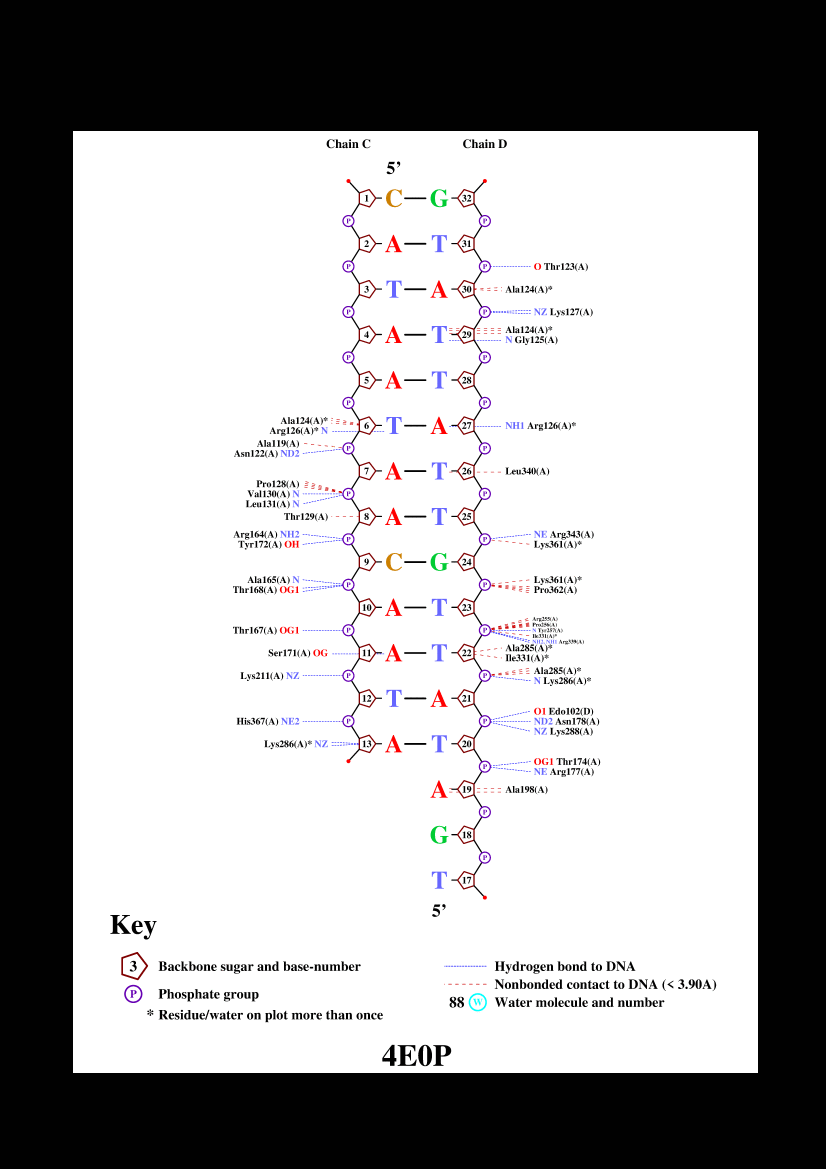 Chain C Chain D
5’
1 C G 32
P P
2 A T 31
P P O Thr123(A)
3 T A 30 Ala124(A)*
P P NZ Lys127(A)
Ala124(A)*
4 A T 29
N Gly125(A)
P P
5 A T 28
P P
Ala124(A)*
6 T A 27 NH1 Arg126(A)*
Arg126(A)* N
Ala119(A)
P P
Asn122(A) ND2
7 A T 26 Leu340(A)
Pro128(A)
Val130(A) N P P
Leu131(A) N
Thr129(A) 8 A T 25
Arg164(A) NH2 NE Arg343(A)
P P
Tyr172(A) OH Lys361(A)*
9 C G 24
Ala165(A) N Lys361(A)*
P P
Thr168(A) OG1 Pro362(A)
10 A T 23
Arg255(A)
Pro256(A)
Thr167(A) OG1 P P N Tyr257(A)
Ile331(A)*
NH2, NH1 Arg339(A)
Ala285(A)*
Ser171(A) OG 11 A T 22
Ile331(A)*
Ala285(A)*
Lys211(A) NZ P P
N Lys286(A)*
12 T A 21
O1 Edo102(D)
His367(A) NE2 P P ND2 Asn178(A)
NZ Lys288(A)
Lys286(A)* NZ 13 A T 20
OG1 Thr174(A)
P
NE Arg177(A)
A 19 Ala198(A)
P
G 18
P
T 17
5’
Key
3 Backbone sugar and base-number Hydrogen bond to DNA
Nonbonded contact to DNA (< 3.90A)
P Phosphate group
88 W Water molecule and number
* Residue/water on plot more than once
4E0P